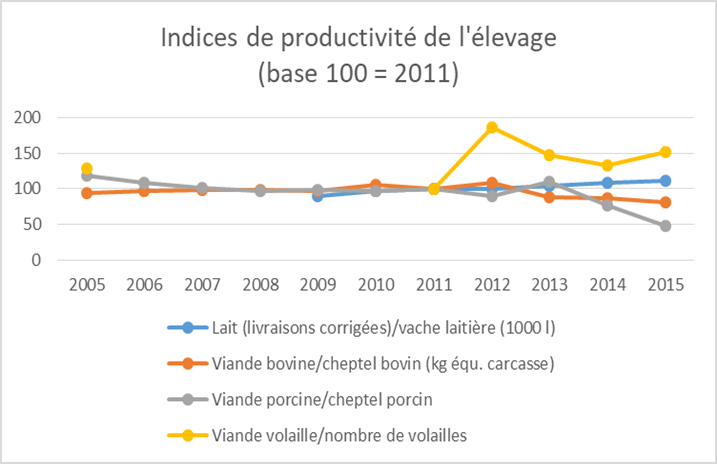 Indices de productivité de l'élevage
(base 100 = 2011)
200
150
100
50
0
2005 2006 2007 2008 2009 2010 2011 2012 2013 2014 2015
Lait (livraisons corrigées)/vache laitière (1000 l)
Viande bovine/cheptel bovin (kg équ. carcasse)
Viande porcine/cheptel porcin
Viande volaille/nombre de volailles